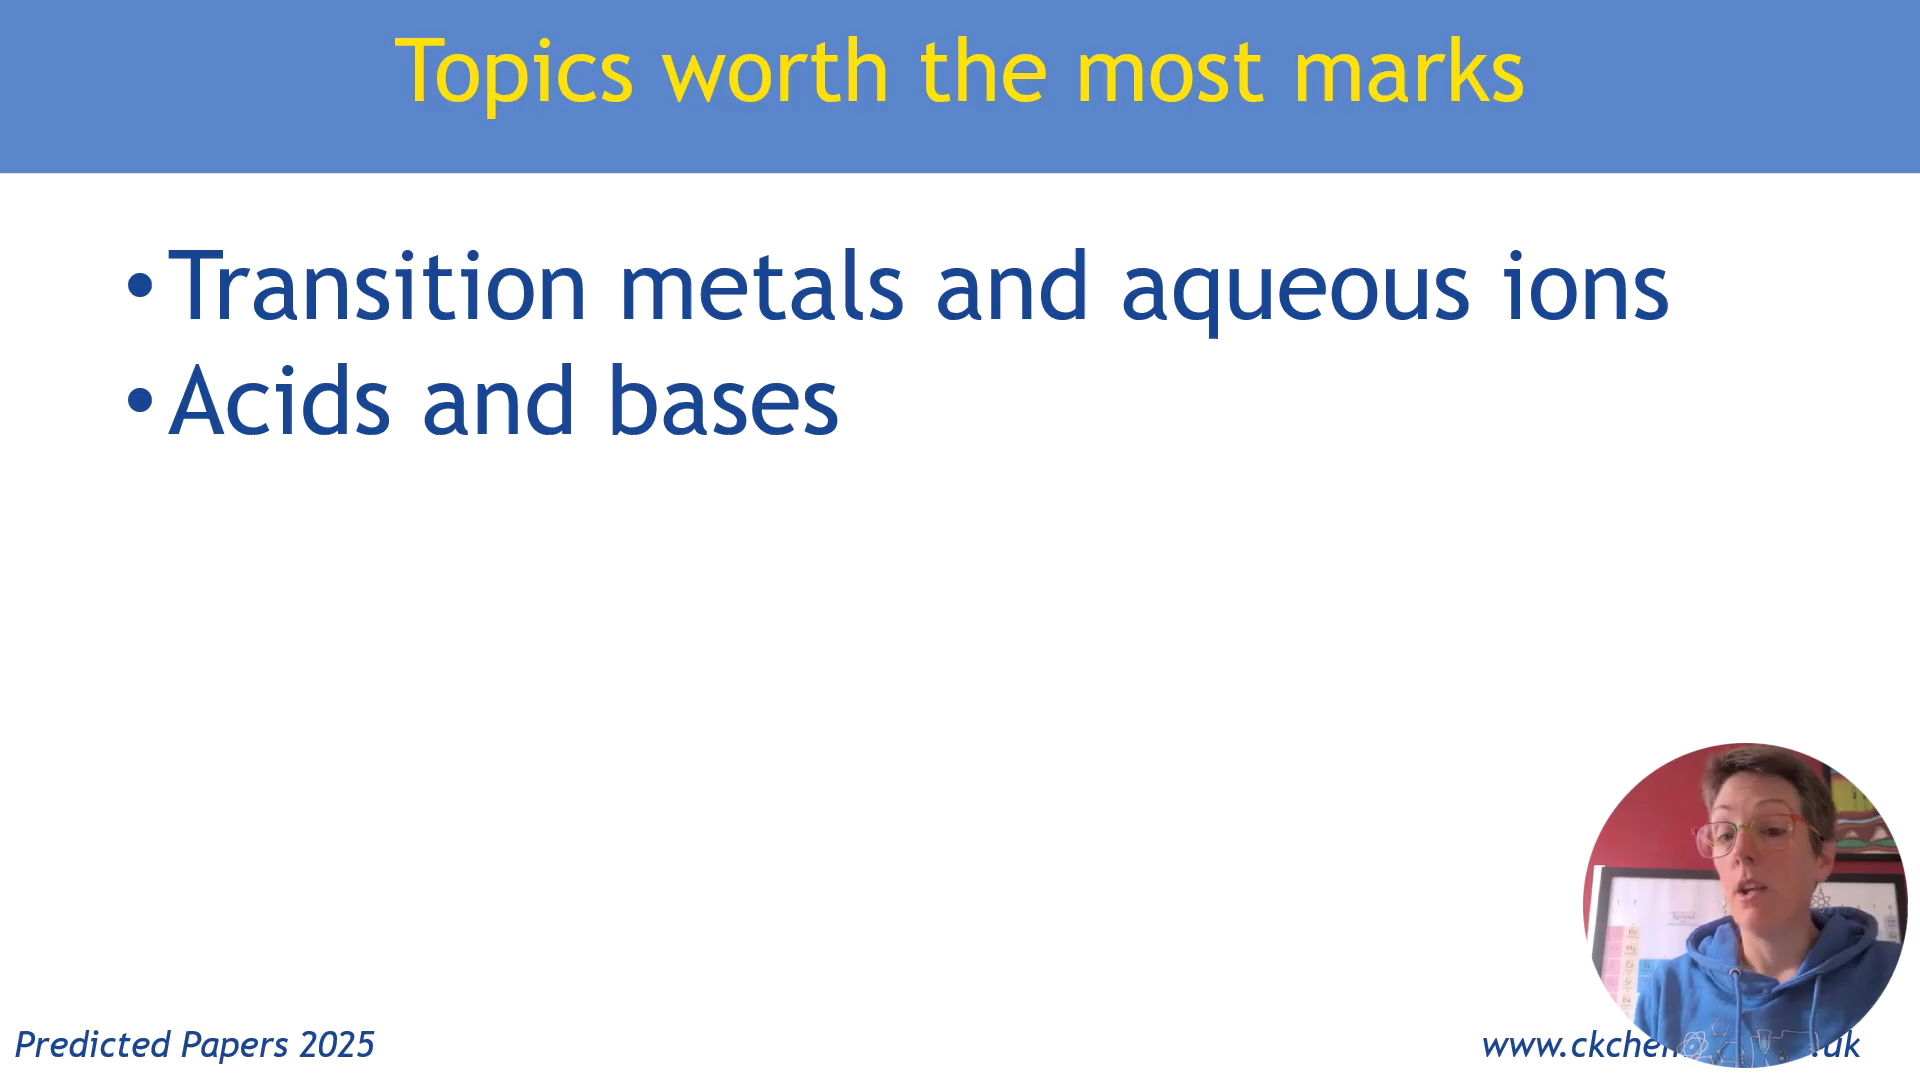 Topics worth the most marks
• Transition metals and aqueous ions
• Acids and bases
Predicted Papers 2025